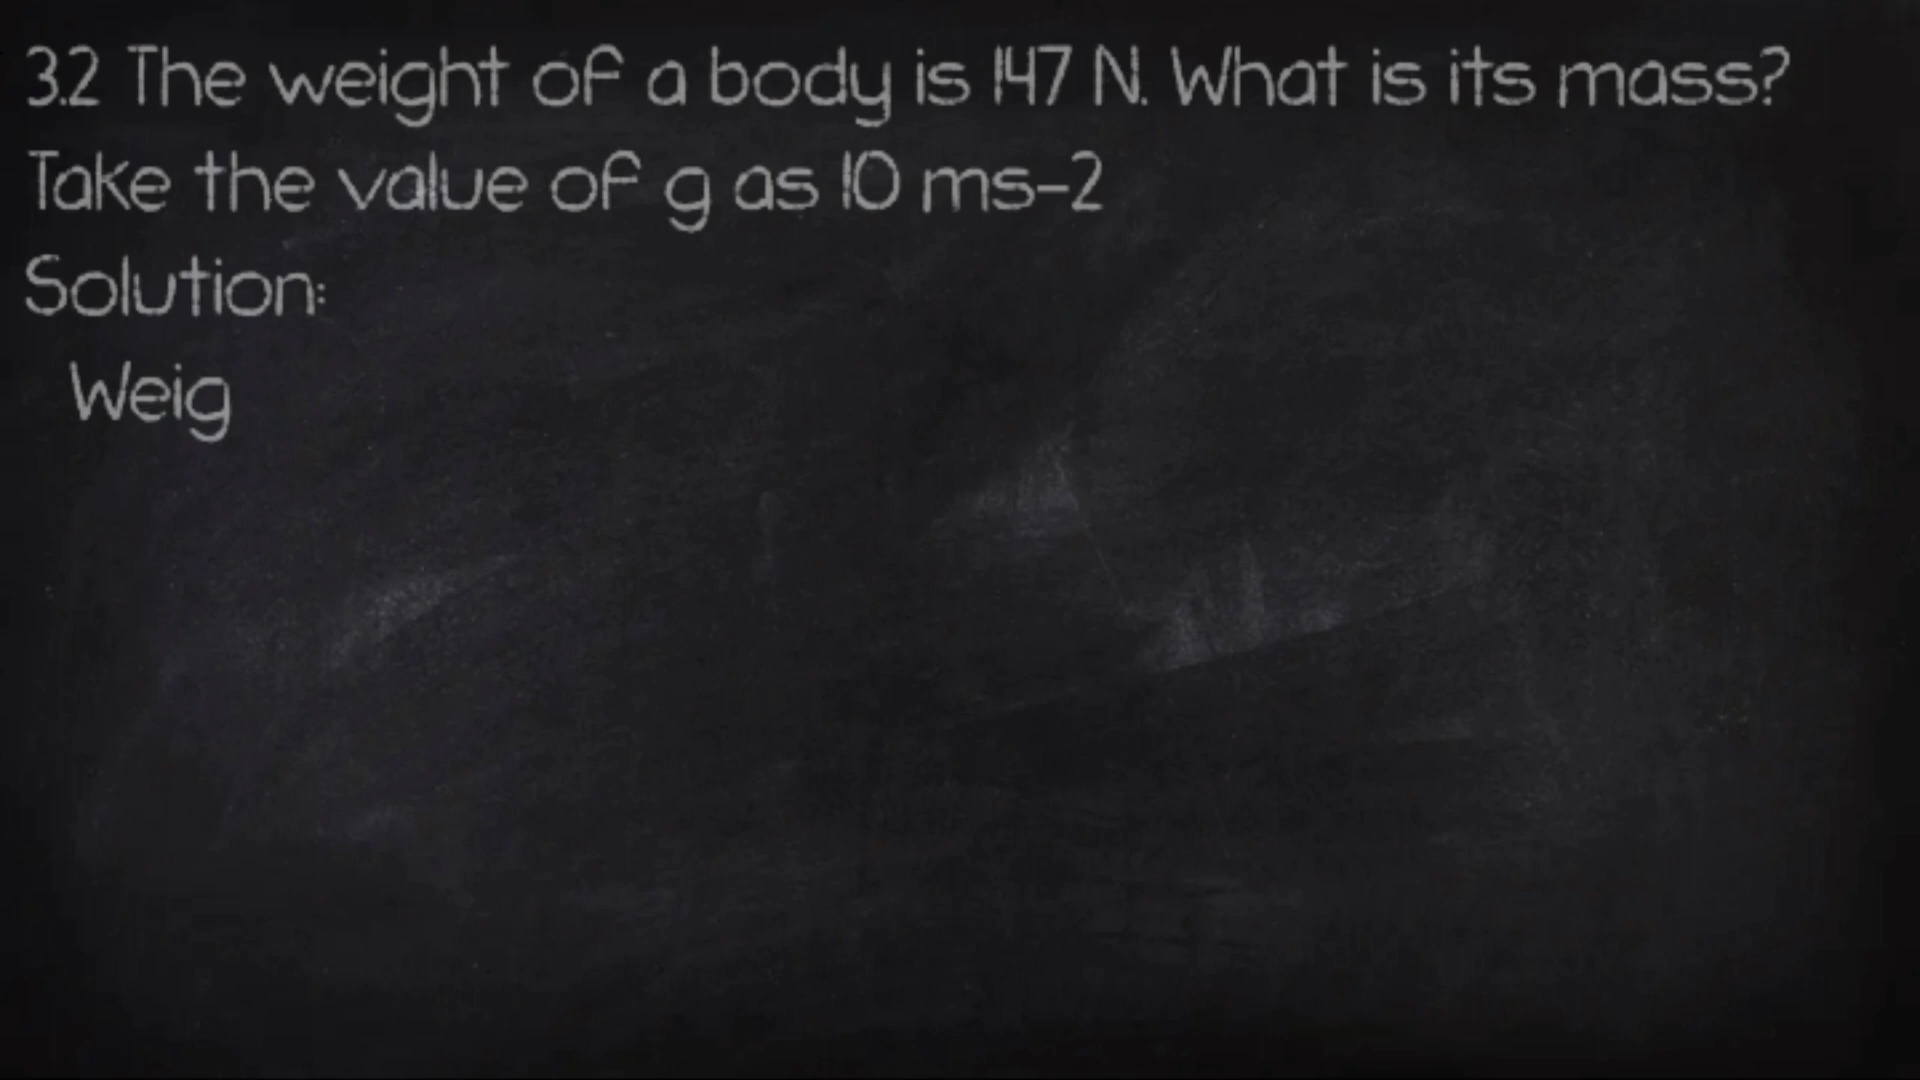 3.2 The weight of a body is 147 N. What is its mass?
Take the value of g as 10 ms-2
Solution:
Weig